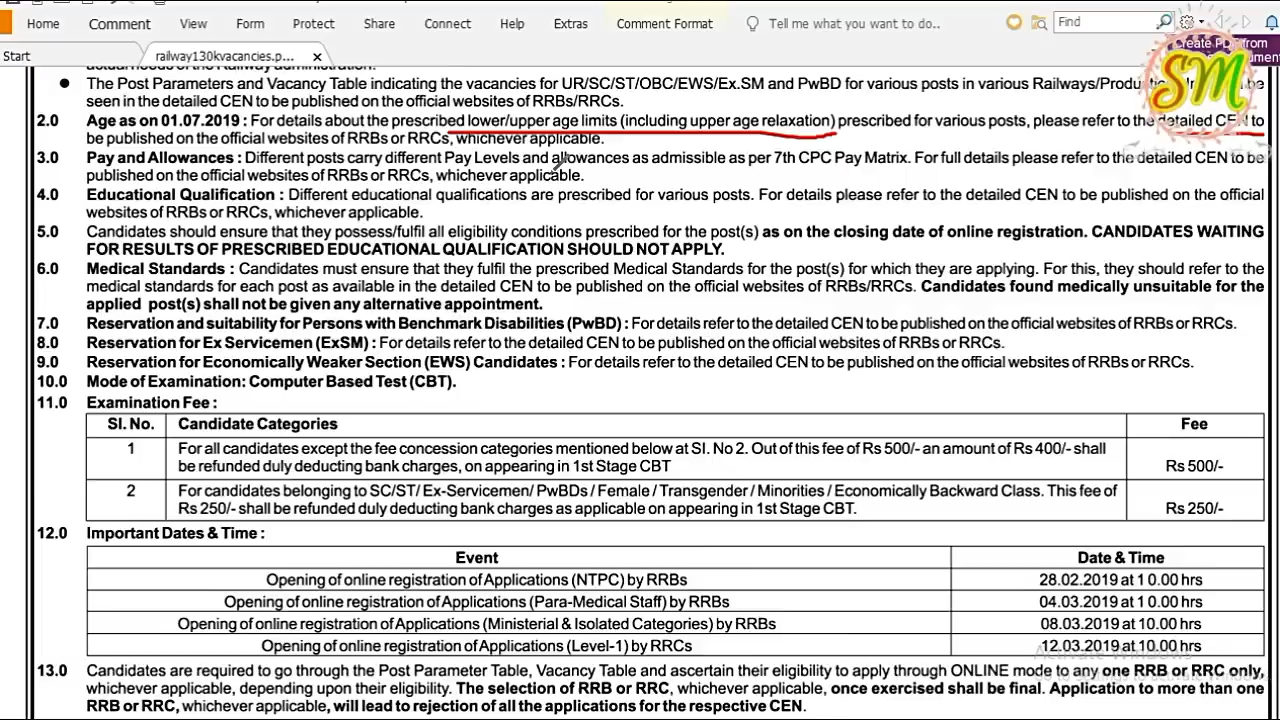 Home Comment View Form Protect Share Connect Help Extras Comment Format Tell me what you want to do.. Find
Start railway130kvacancies.p... × Create PDF from
SM
actual needs of the Railway administration.
● The Post Parameters and Vacancy Table indicating the vacancies for UR/SC/ST/OBC/EWS/Ex.SM and PwBD for various posts in various Railways/Production be
seen in the detailed CEN to be published on the official websites of RRBs/RRCs.
2.0 Age as on 01.07.2019 : For details about the prescribed lower/upper age limits (including upper age relaxation) prescribed for various posts, please refer to the detailed CEN to
be published on the official websites of RRBs or RRCs, whichever applicable.
3.0 Pay and Allowances : Different posts carry different Pay Levels and allowances as admissible as per 7th CPC Pay Matrix. For full details please refer to the detailed CEN to be
published on the official websites of RRBs or RRCs, whichever applicable.
4.0 Educational Qualification : Different educational qualifications are prescribed for various posts. For details please refer to the detailed CEN to be published on the official
websites of RRBs or RRCs, whichever applicable.
5.0 Candidates should ensure that they possess/fulfil all eligibility conditions prescribed for the post(s) as on the closing date of online registration. CANDIDATES WAITING
FOR RESULTS OF PRESCRIBED EDUCATIONAL QUALIFICATION SHOULD NOT APPLY.
6.0 Medical Standards : Candidates must ensure that they fulfil the prescribed Medical Standards for the post(s) for which they are applying. For this, they should refer to the
medical standards for each post as available in the detailed CEN to be published on the official websites of RRBs/RRCs. Candidates found medically unsuitable for the
applied post(s) shall not be given any alternative appointment.
7.0 Reservation and suitability for Persons with Benchmark Disabilities (PwBD) : For details refer to the detailed CEN to be published on the official websites of RRBs or RRCs.
8.0 Reservation for Ex Servicemen (ExSM) : For details refer to the detailed CEN to be published on the official websites of RRBs or RRCs.
9.0 Reservation for Economically Weaker Section (EWS) Candidates : For details refer to the detailed CEN to be published on the official websites of RRBs or RRCs.
10.0 Mode of Examination: Computer Based Test (CBT).
11.0 Examination Fee :
Sl. No. Candidate Categories Fee
1 For all candidates except the fee concession categories mentioned below at Sl. No 2. Out of this fee of Rs 500/- an amount of Rs 400/- shall
be refunded duly deducting bank charges, on appearing in 1st Stage CBT Rs 500/-
2 For candidates belonging to SC/ST/ Ex-Servicemen/ PwBDs / Female / Transgender / Minorities / Economically Backward Class. This fee of
Rs 250/- shall be refunded duly deducting bank charges as applicable on appearing in 1st Stage CBT. Rs 250/-
12.0 Important Dates & Time :
Event Date & Time
Opening of online registration of Applications (NTPC) by RRBs 28.02.2019 at 10.00 hrs
Opening of online registration of Applications (Para-Medical Staff) by RRBs 04.03.2019 at 10.00 hrs
Opening of online registration of Applications (Ministerial & Isolated Categories) by RRBs 08.03.2019 at 10.00 hrs
Opening of online registration of Applications (Level-1) by RRCs 12.03.2019 at 10.00 hrs
13.0 Candidates are required to go through the Post Parameter Table, Vacancy Table and ascertain their eligibility to apply through ONLINE mode to any one RRB or RRC only,
whichever applicable, depending upon their eligibility. The selection of RRB or RRC, whichever applicable, once exercised shall be final. Application to more than one
RRB or RRC, whichever applicable, will lead to rejection of all the applications for the respective CEN.